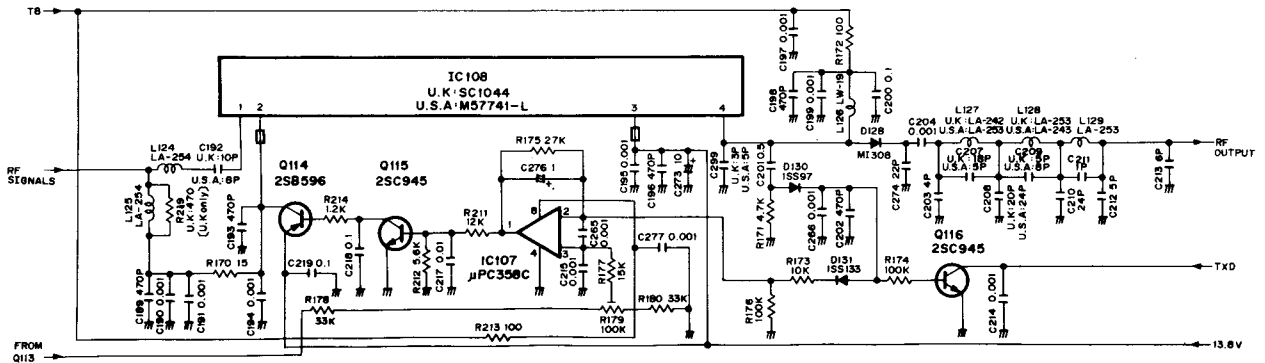 T8
IC108
U.K:SC1044
U.S.A:M57741-L
1
2
3
4
C197 0.001
R172 100
C198
470P
C199 0.001
L126 LW-19
C200 0.1
D128
MI308
C204
0.001
L127
U.K:LA-242
U.S.A:LA-253
L128
U.K:LA-253
U.S.A:LA-243
L129
LA-253
RF
OUTPUT
C207
U.K:18P
U.S.A:5P
C209
U.K:5P
U.S.A:8P
C211
1P
C203 4P
C208
U.K:20P
U.S.A:24P
C210
24P
C212 5P
C213 6P
C274 22P
RF
SIGNALS
L124
LA-254
C192
U.K:10P
U.S.A:8P
L125
LA-254
R219
U.K:470
(U.K only)
C193 470P
R170 15
C189 470P
C190 0.001
C191 0.001
C194 0.001
Q114
2SB596
R214
1.2K
Q115
2SC945
C219 0.1
C218 0.1
R211
12K
R212 5.6K
C217 0.01
R175 27K
C276 1
+
IC107
μPC358C
1
8
2
4
3
C265
0.001
C215
0.001
R177
15K
C277 0.001
R178
33K
R179
100K
R180 33K
R213 100
C195 0.001
C196 470P
C273 10
+
C299
U.K:3P
U.S.A:5P
C201 0.5
D130
1SS97
R171 4.7K
C266 0.001
C202 470P
R173
10K
D131
1SS133
R174
100K
R176
100K
Q116
2SC945
TXD
C214 0.001
FROM
Q113
13.8V